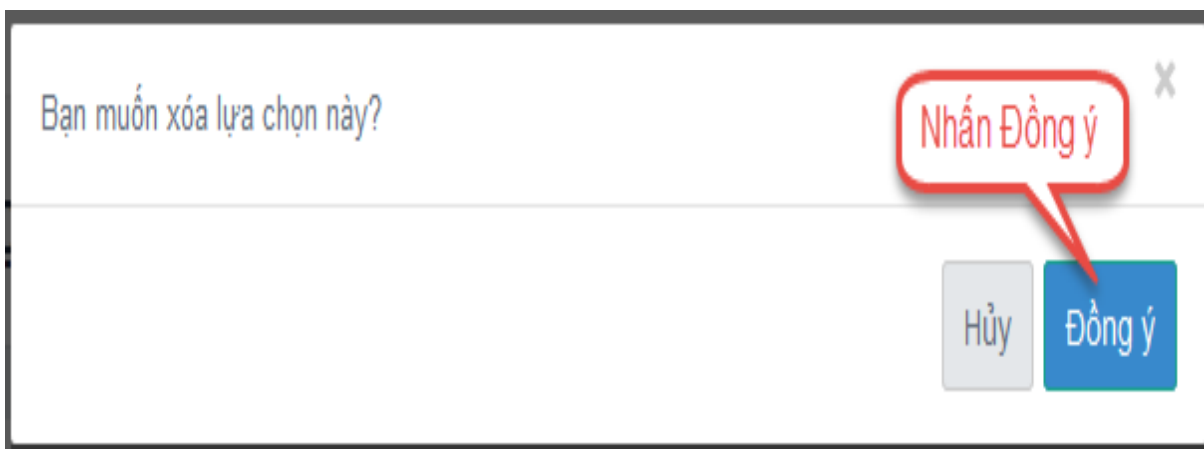 Bạn muốn xóa lựa chọn này?
×
Nhấn Đồng ý
Hủy
Đồng ý